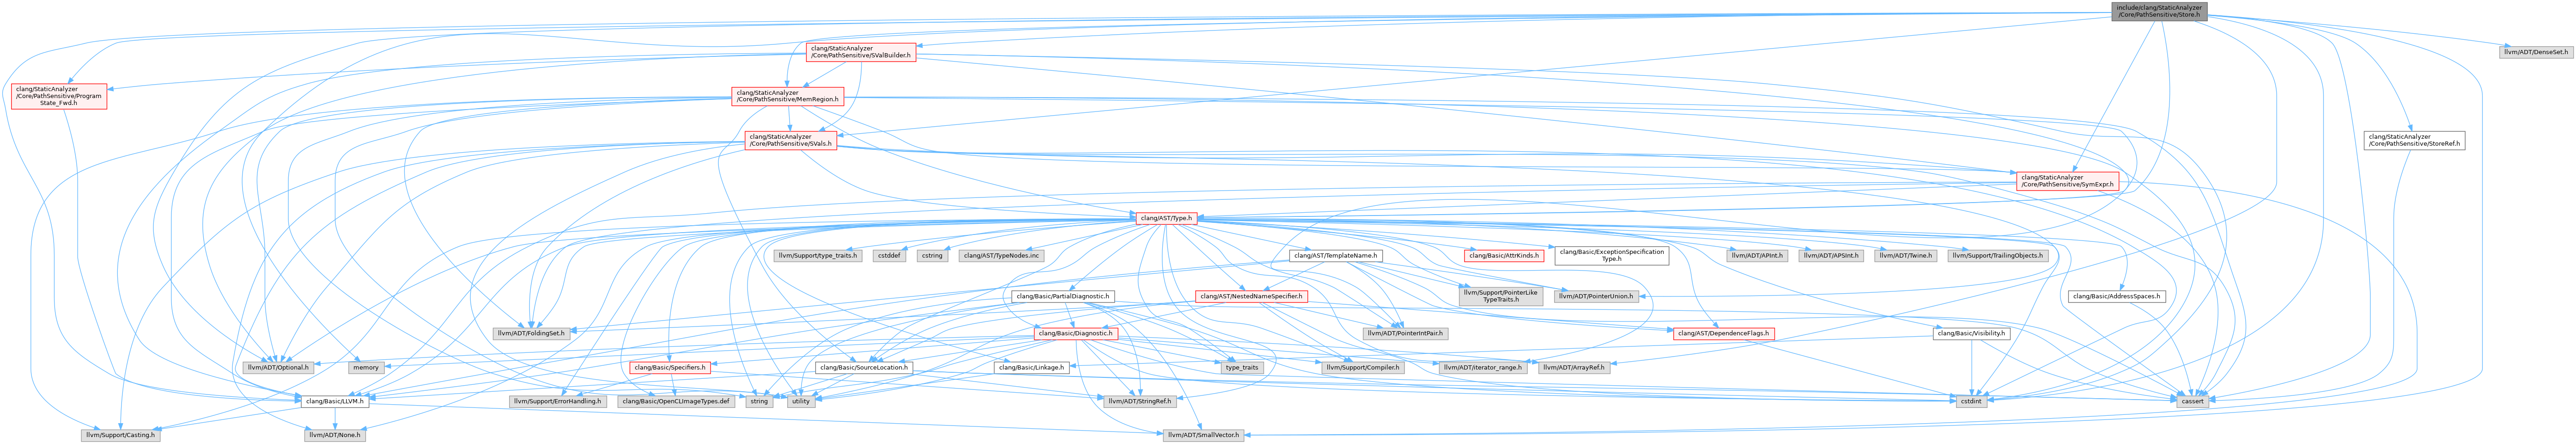 include/clang/StaticAnalyzer
/Core/PathSensitive/Store.h
clang/StaticAnalyzer
/Core/PathSensitive/SValBuilder.h
llvm/ADT/DenseSet.h
clang/StaticAnalyzer
/Core/PathSensitive/Program
State_Fwd.h
clang/StaticAnalyzer
/Core/PathSensitive/MemRegion.h
clang/StaticAnalyzer
/Core/PathSensitive/SVals.h
clang/StaticAnalyzer
/Core/PathSensitive/StoreRef.h
clang/StaticAnalyzer
/Core/PathSensitive/SymExpr.h
clang/AST/Type.h
llvm/Support/type_traits.h
cstddef
cstring
clang/AST/TypeNodes.inc
clang/AST/TemplateName.h
clang/Basic/AttrKinds.h
clang/Basic/ExceptionSpecification
Type.h
llvm/ADT/APInt.h
llvm/ADT/APSInt.h
llvm/ADT/Twine.h
llvm/Support/TrailingObjects.h
clang/Basic/PartialDiagnostic.h
clang/AST/NestedNameSpecifier.h
llvm/Support/PointerLike
TypeTraits.h
llvm/ADT/PointerUnion.h
clang/Basic/AddressSpaces.h
llvm/ADT/FoldingSet.h
clang/Basic/Diagnostic.h
llvm/ADT/PointerIntPair.h
clang/AST/DependenceFlags.h
clang/Basic/Visibility.h
llvm/ADT/Optional.h
memory
clang/Basic/Specifiers.h
clang/Basic/SourceLocation.h
clang/Basic/Linkage.h
type_traits
llvm/Support/Compiler.h
llvm/ADT/iterator_range.h
llvm/ADT/ArrayRef.h
clang/Basic/LLVM.h
llvm/Support/ErrorHandling.h
clang/Basic/OpenCLImageTypes.def
string
utility
llvm/ADT/StringRef.h
cstdint
cassert
llvm/Support/Casting.h
llvm/ADT/None.h
llvm/ADT/SmallVector.h